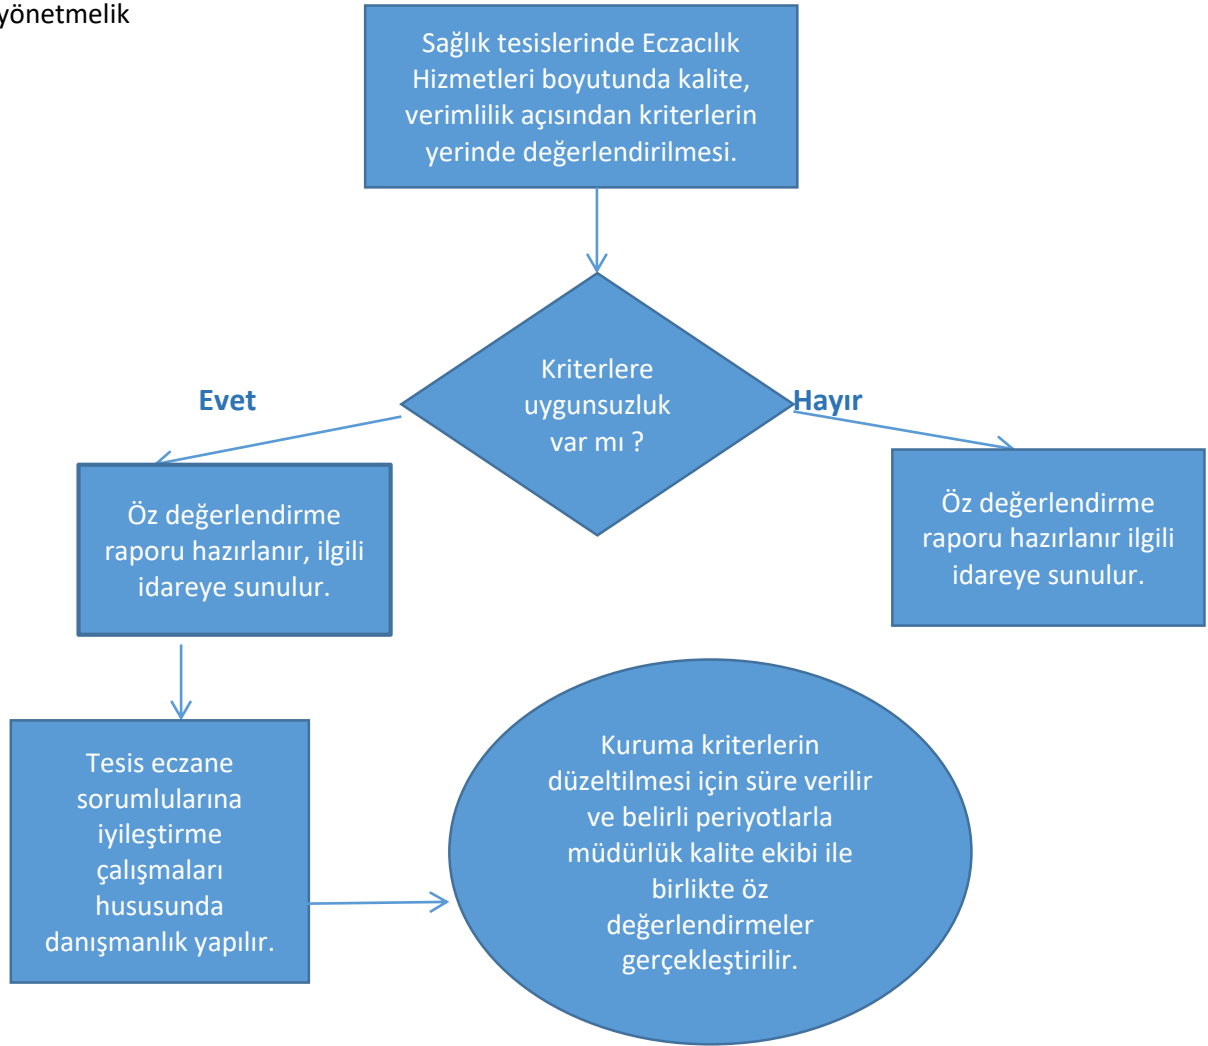 yönetmelik
Sağlık tesislerinde Eczacılık
Hizmetleri boyutunda kalite,
verimlilik açısından kriterlerin
yerinde değerlendirilmesi.
Kriterlere
uygunsuzluk
var mı ?
Evet
Hayır
Öz değerlendirme
raporu hazırlanır, ilgili
idareye sunulur.
Öz değerlendirme
raporu hazırlanır ilgili
idareye sunulur.
Tesis eczane
sorumlularına
iyileştirme
çalışmaları
hususunda
danışmanlık yapılır.
Kuruma kriterlerin
düzeltilmesi için süre verilir
ve belirli periyotlarla
müdürlük kalite ekibi ile
birlikte öz
değerlendirmeler
gerçekleştirilir.